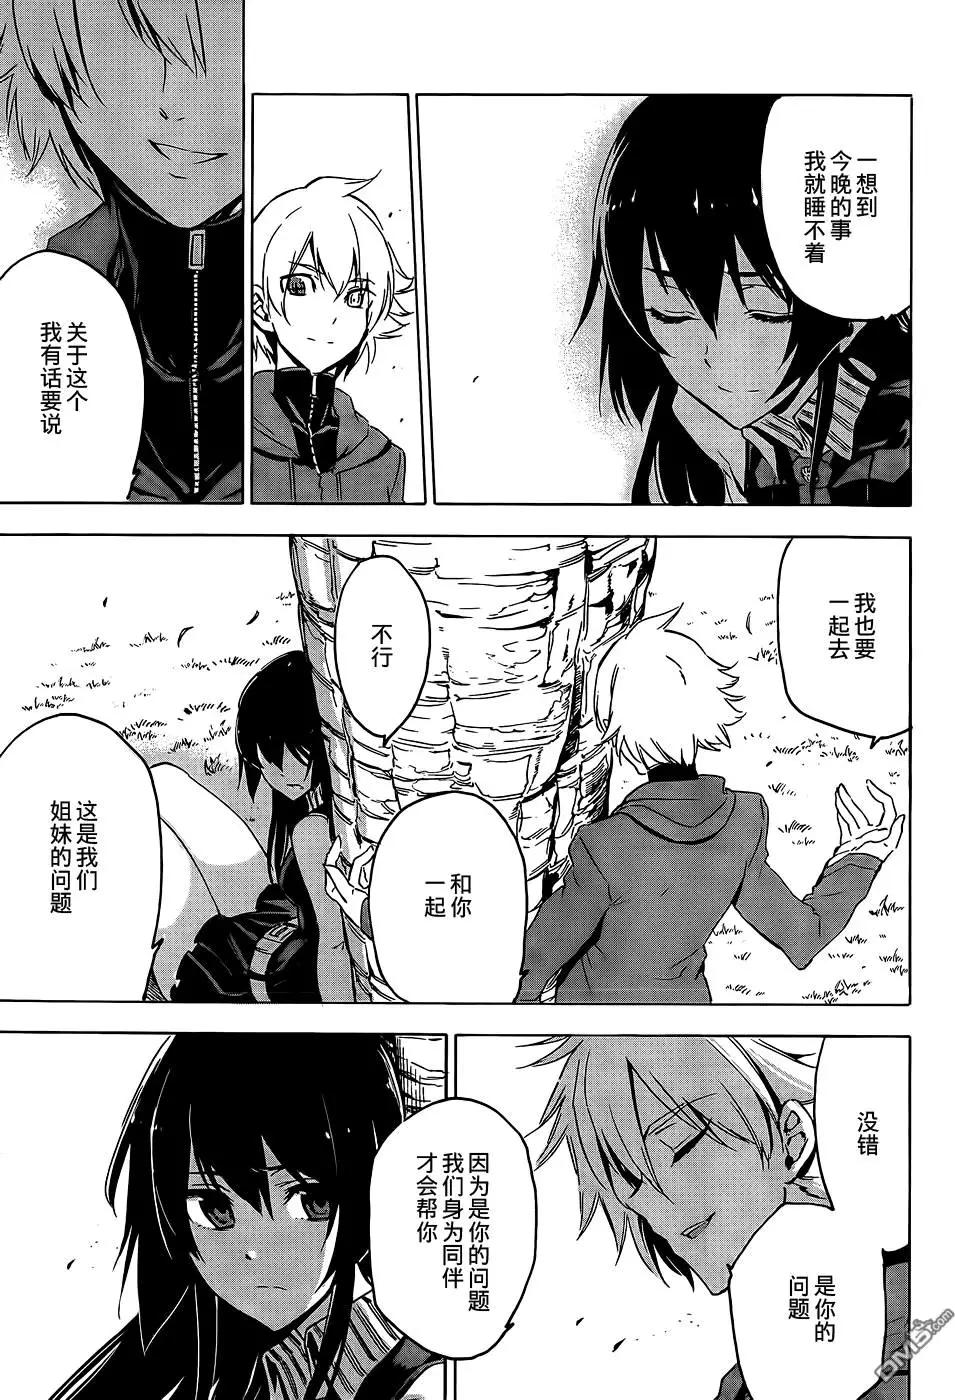 一想到
今晚的事
我就睡不着
关于这个
我有话要说
我也要
一起去
不行
和你
一起
这是我们
姐妹的问题
没错
是你的
问题
因为是你的问题
我们身为同伴
才会帮你
DM5.com